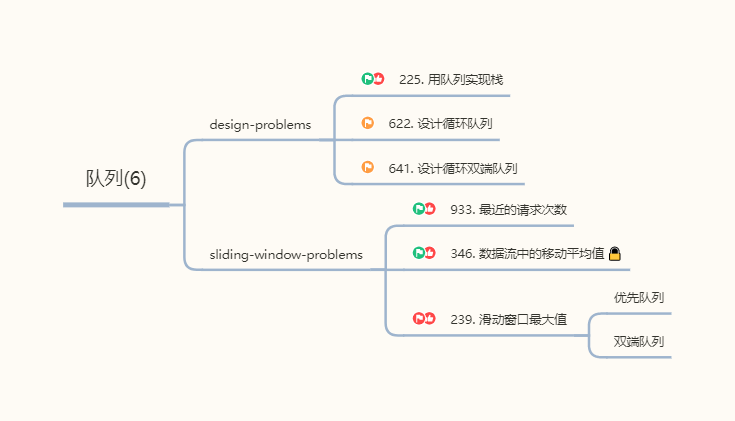 队列(6)
design-problems
225. 用队列实现栈
622. 设计循环队列
641. 设计循环双端队列
sliding-window-problems
933. 最近的请求次数
346. 数据流中的移动平均值
239. 滑动窗口最大值
优先队列
双端队列